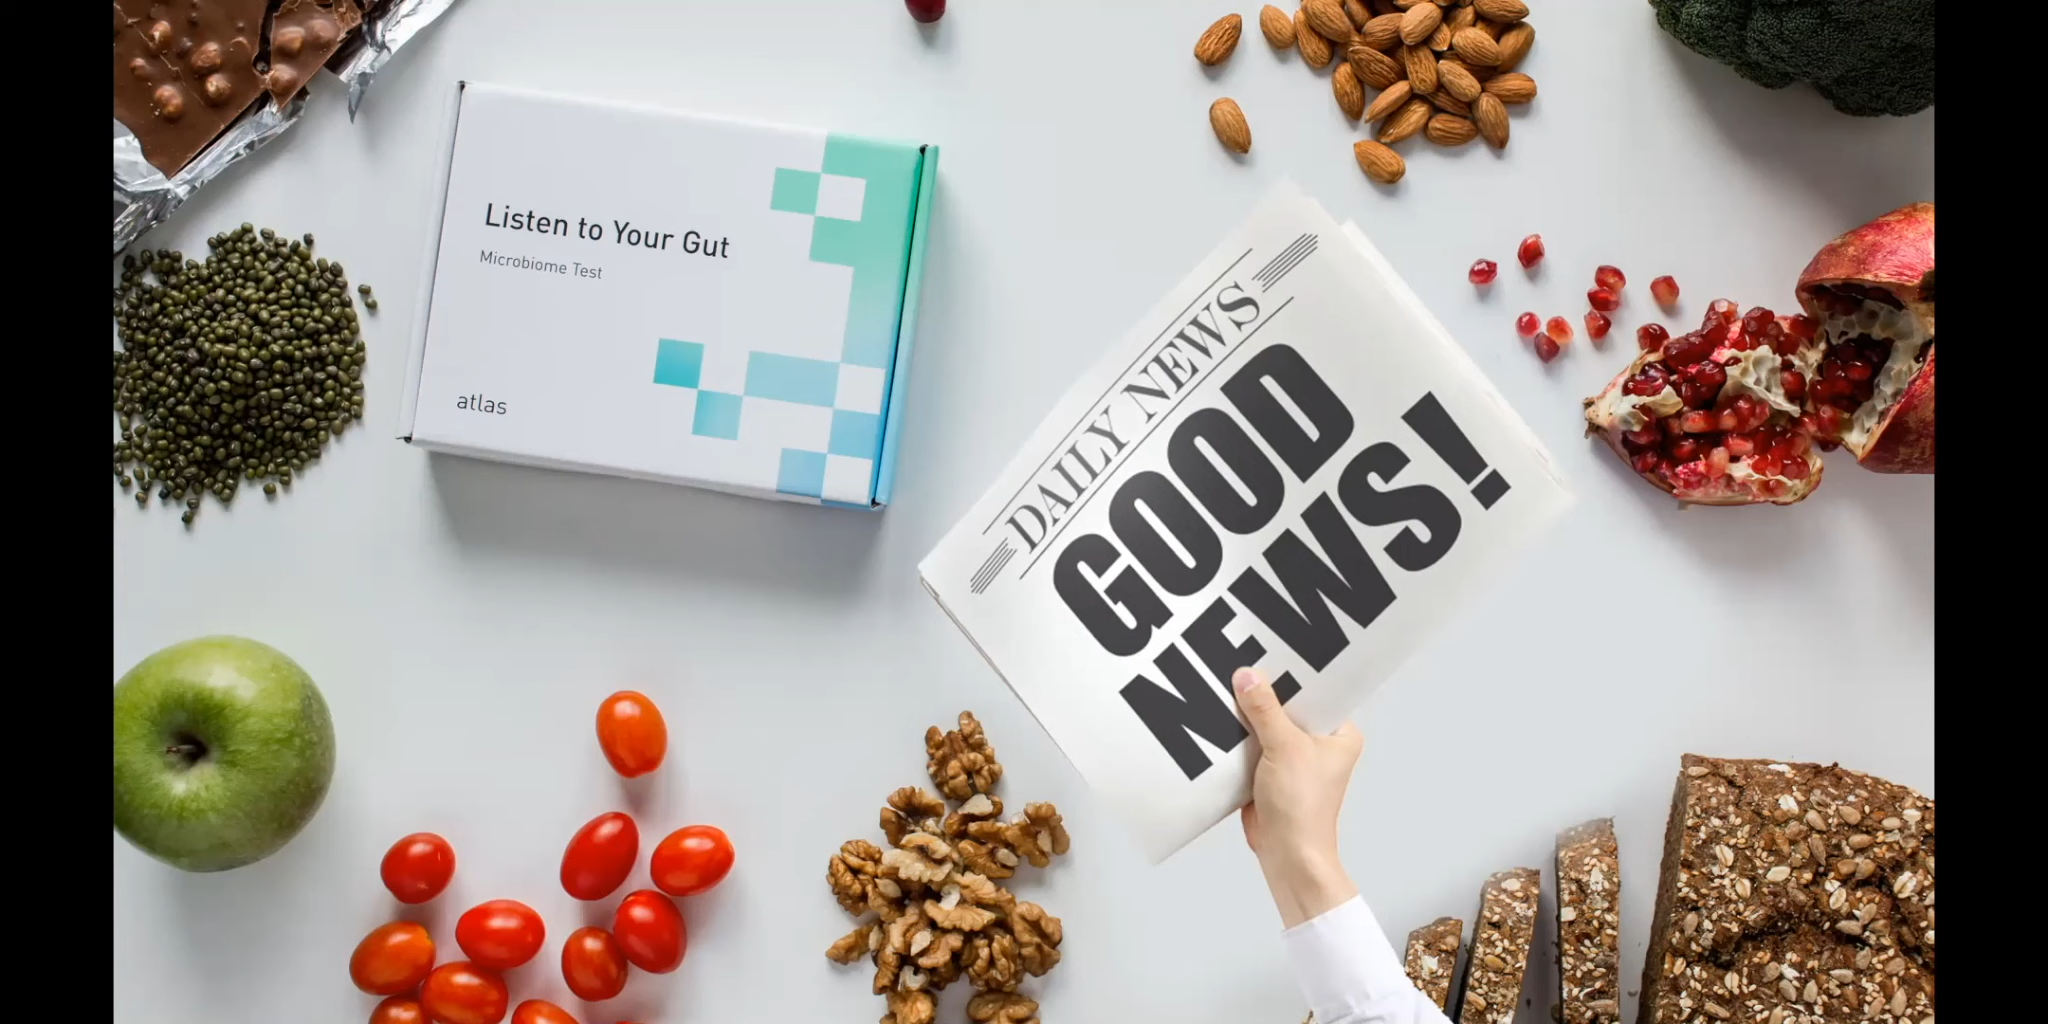 Listen to Your Gut
Microbiome Test
atlas
DAILY NEWS
GOOD
NEWS!